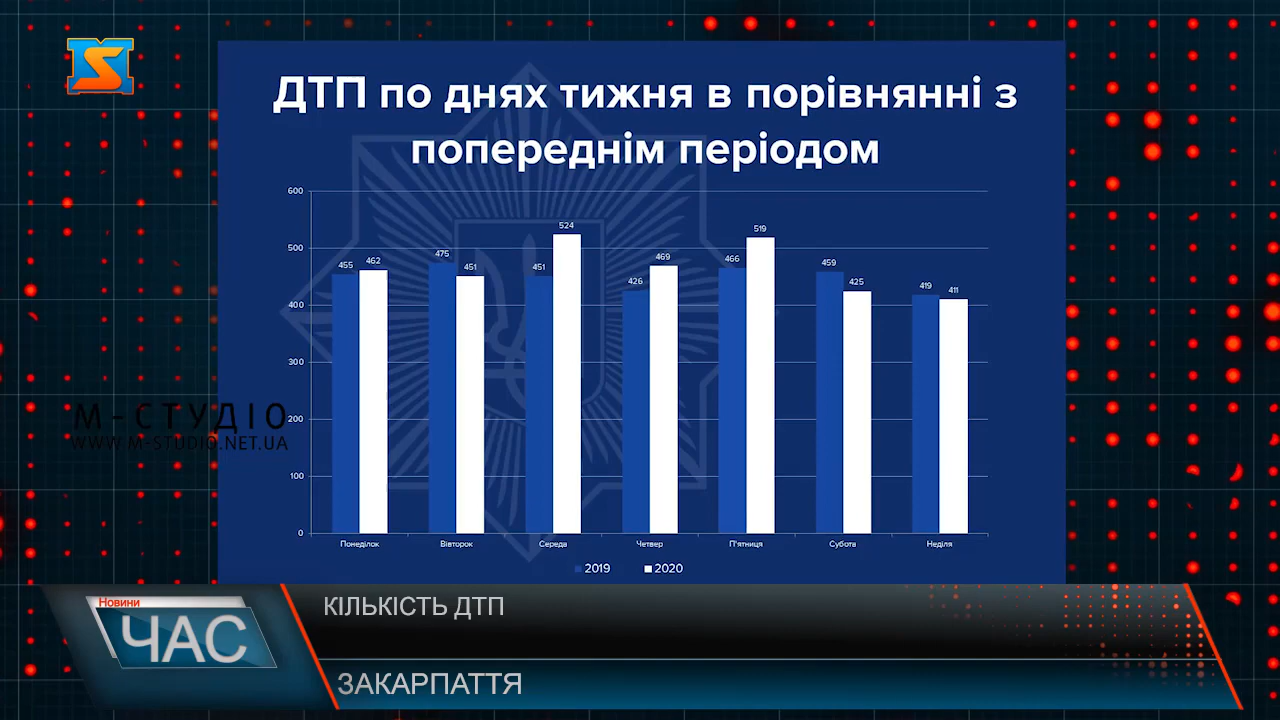 ДТП по днях тижня в порівнянні з
попереднім періодом
600
500
400
300
200
100
0
455 462
475 451
451 524
426 469
466 519
459 425
419 411
Понеділок Вівторок Середа Четвер П'ятниця Субота Неділя
2019 2020
М-СТУДІО
WWW.M-STUDIO.NET.UA
Новини
ЧАС
КІЛЬКІСТЬ ДТП
ЗАКАРПАТТЯ